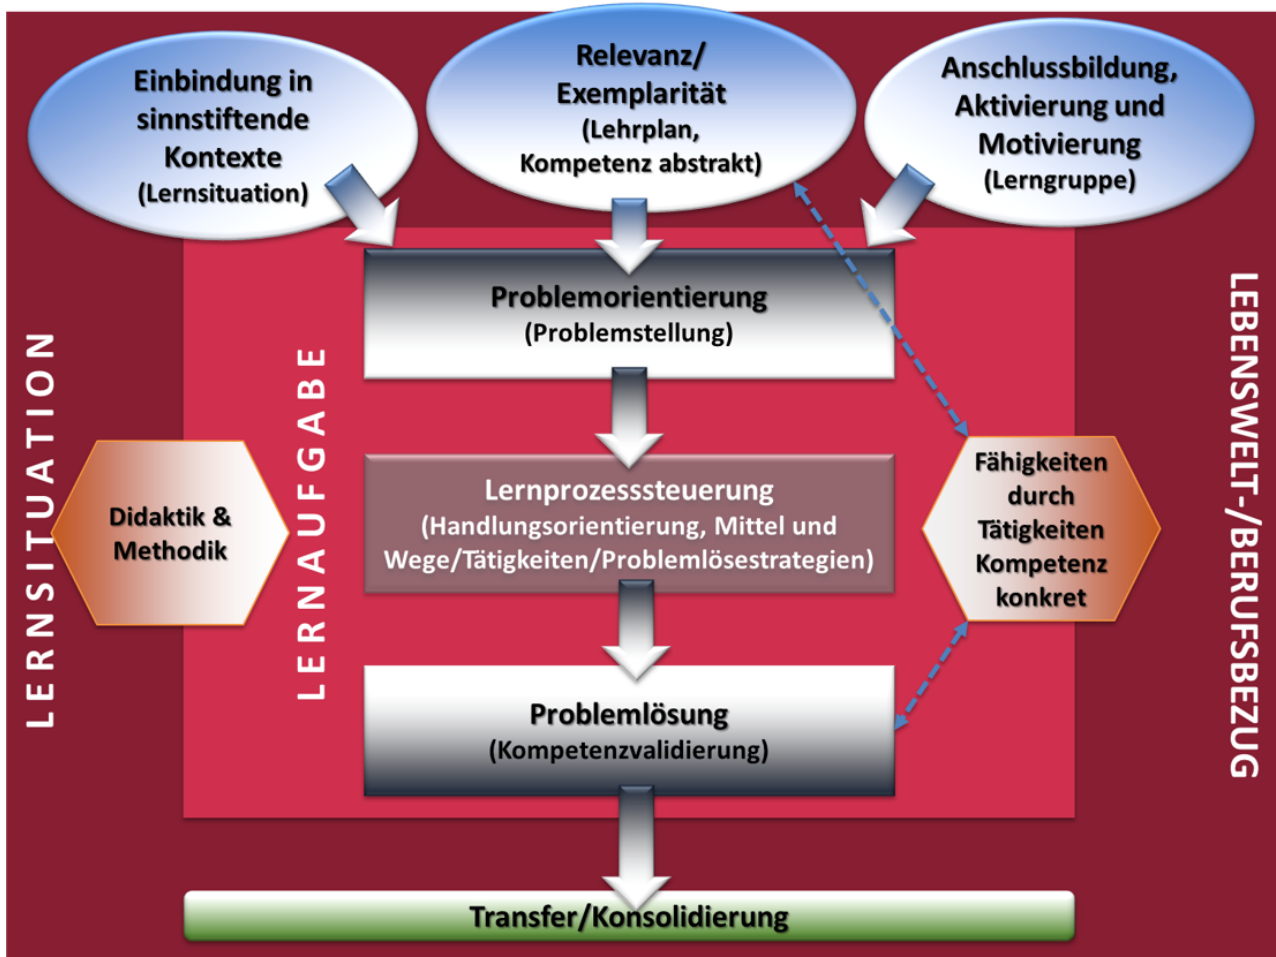 Einbindung in
sinnstiftende
Kontexte
(Lernsituation)
Relevanz/
Exemplarität
(Lehrplan,
Kompetenz abstrakt)
Anschlussbildung,
Aktivierung und
Motivierung
(Lerngruppe)
LERNSITUATION
LERNAUFGABE
LEBENSWELT-/BERUFSBEZUG
Problemorientierung
(Problemstellung)
Didaktik &
Methodik
Lernprozesssteuerung
(Handlungsorientierung, Mittel und
Wege/Tätigkeiten/Problemlösestrategien)
Fähigkeiten
durch
Tätigkeiten
Kompetenz
konkret
Problemlösung
(Kompetenzvalidierung)
Transfer/Konsolidierung